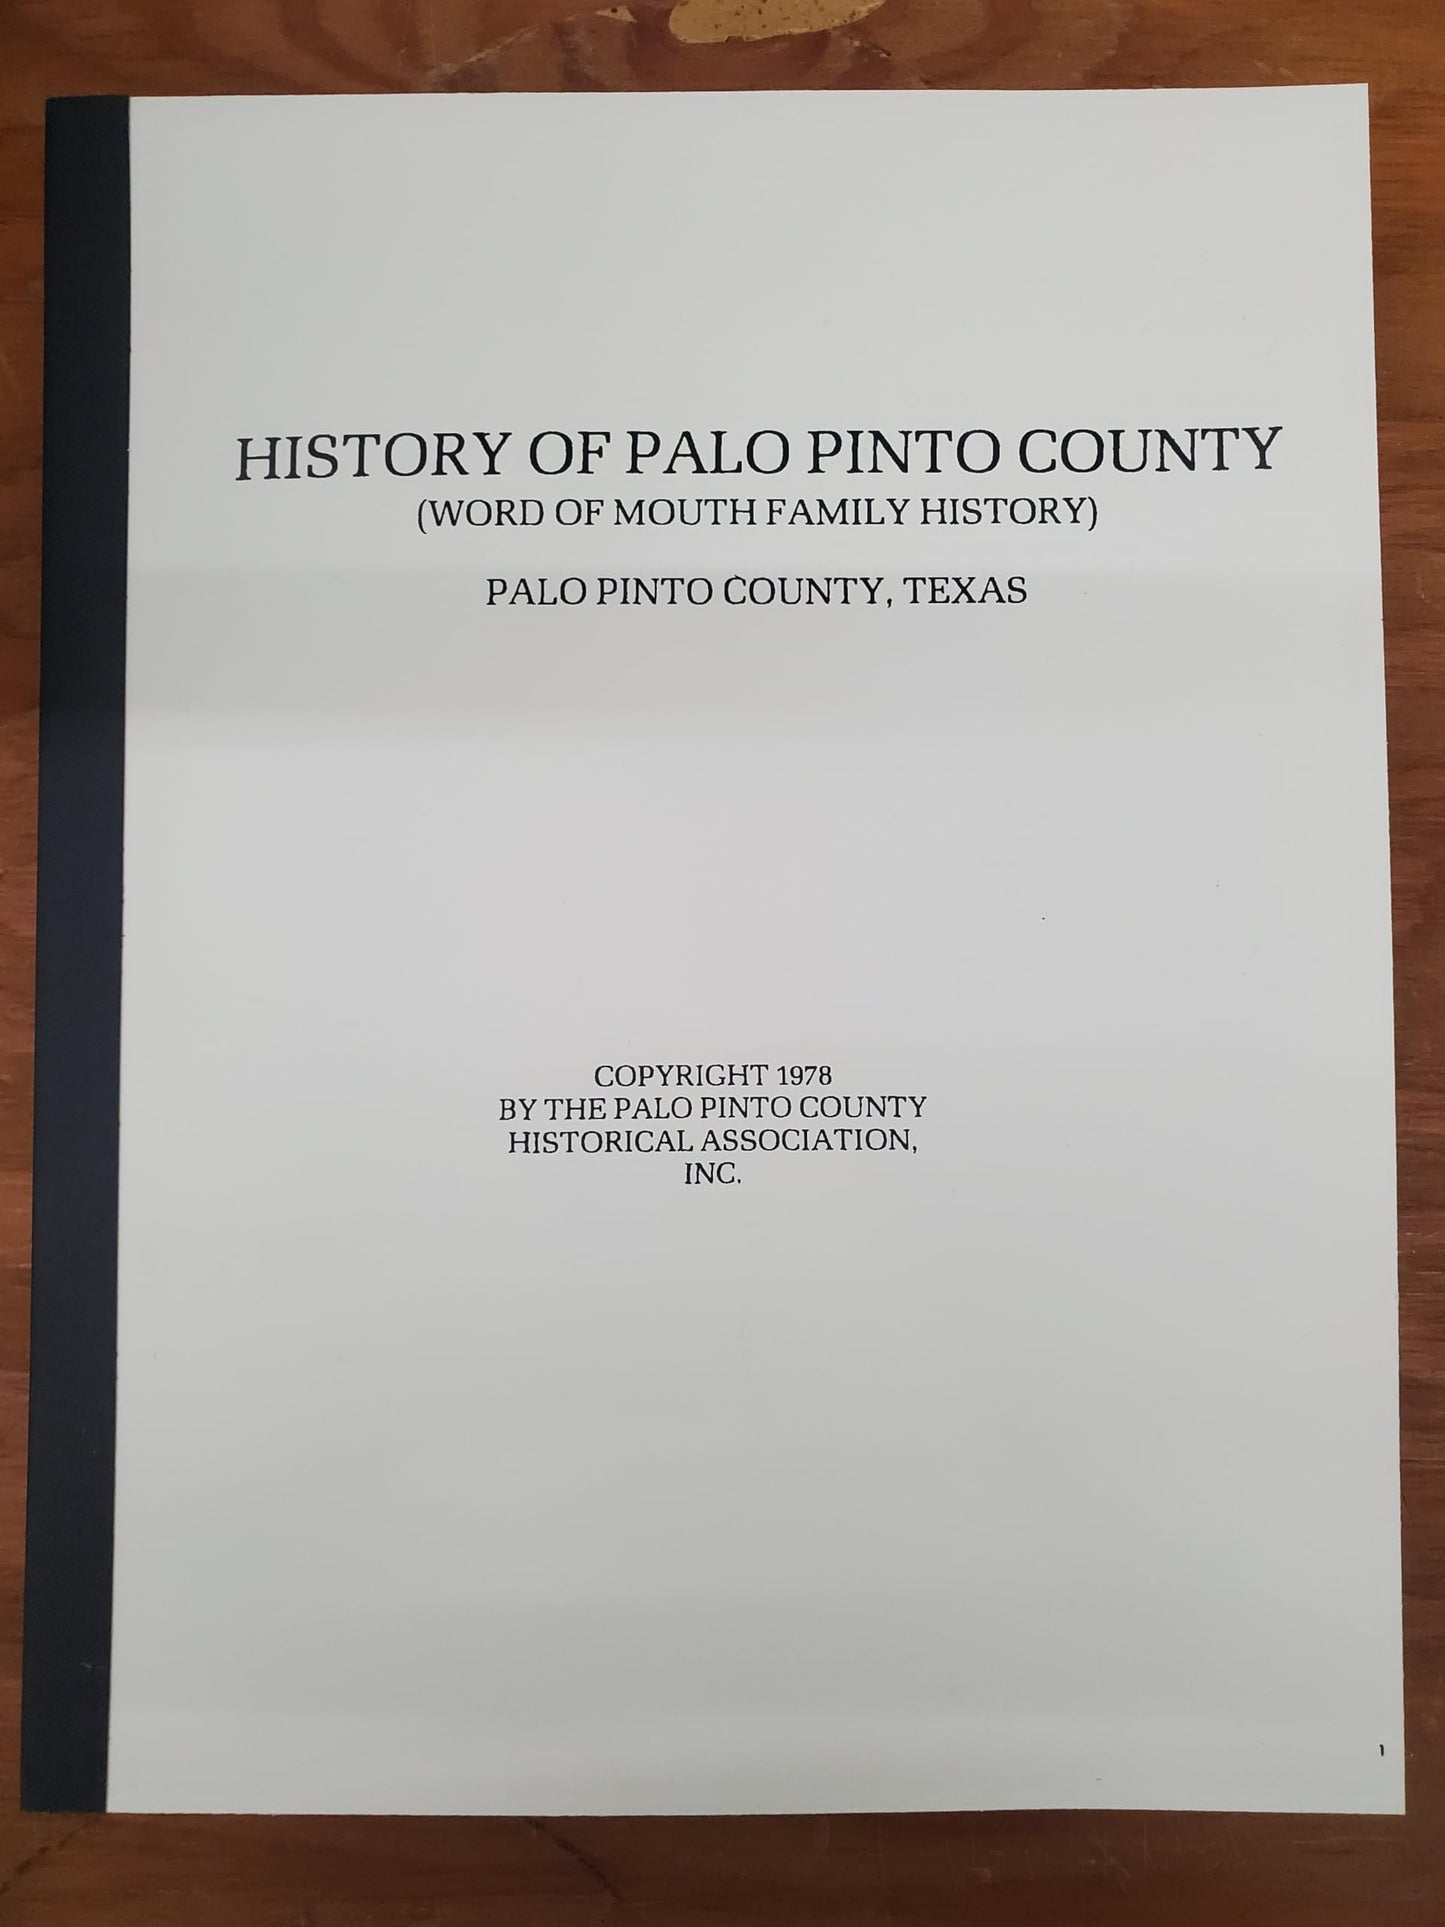 HISTORY OF PALO PINTO COUNTY
(WORD OF MOUTH FAMILY HISTORY)
PALO PINTO COUNTY, TEXAS
COPYRIGHT 1978
BY THE PALO PINTO COUNTY
HISTORICAL ASSOCIATION,
INC.
1